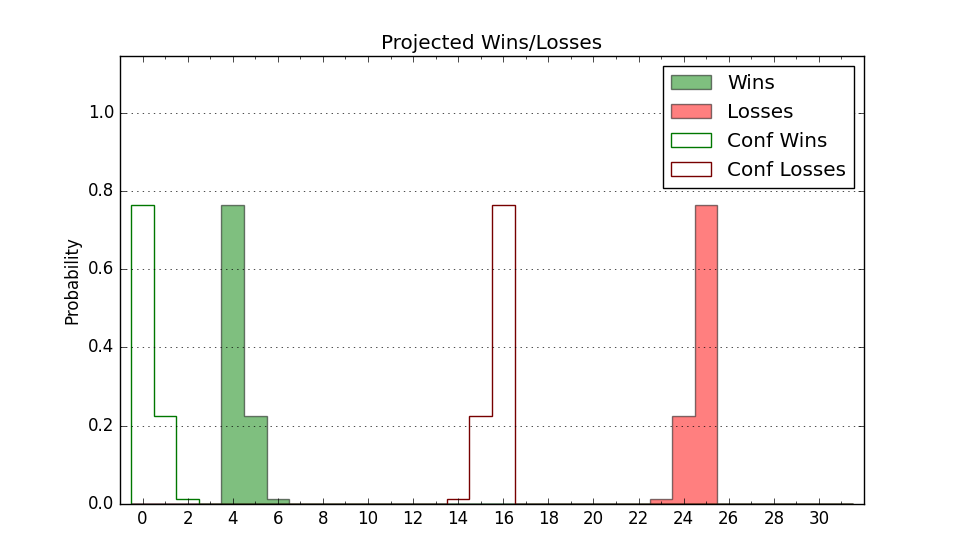 Projected Wins/Losses
Wins
Losses
Conf Wins
Conf Losses
Probability
1.0
0.8
0.6
0.4
0.2
0.0
0 2 4 6 8 10 12 14 16 18 20 22 24 26 28 30